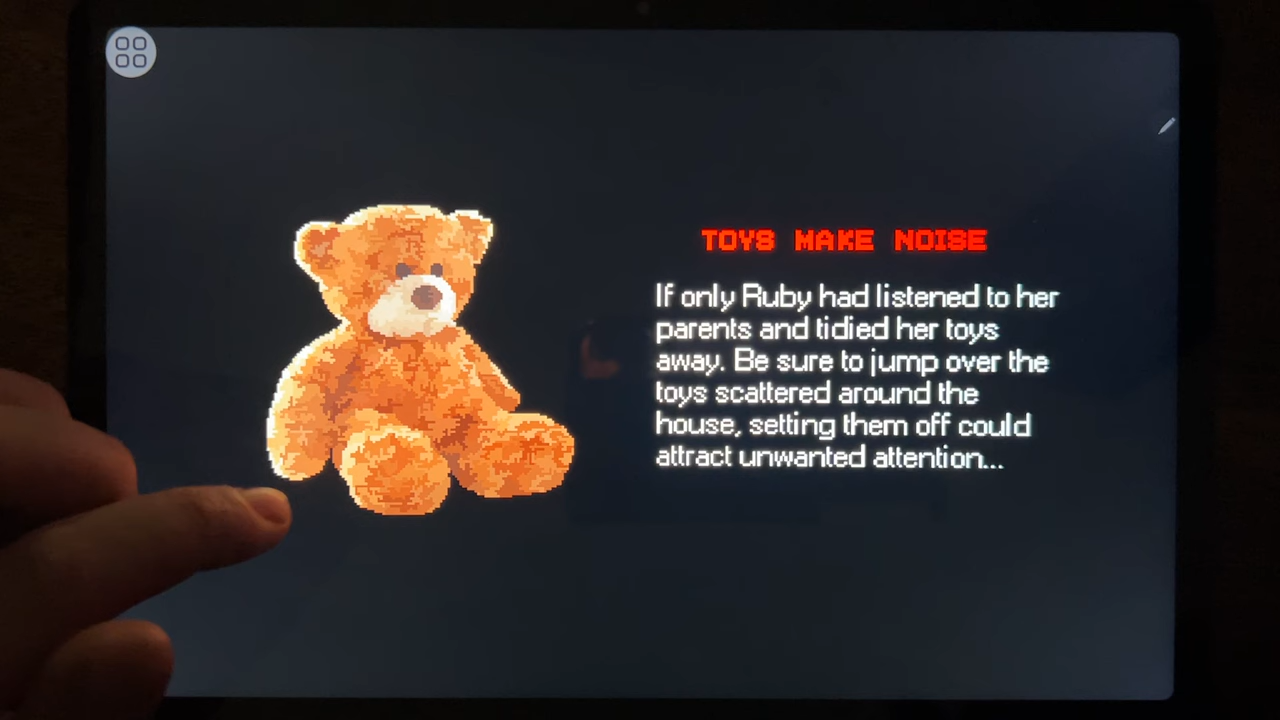 TOYS MAKE NOISE
If only Ruby had listened to her
parents and tidied her toys
away. Be sure to jump over the
toys scattered around the
house, setting them off could
attract unwanted attention...